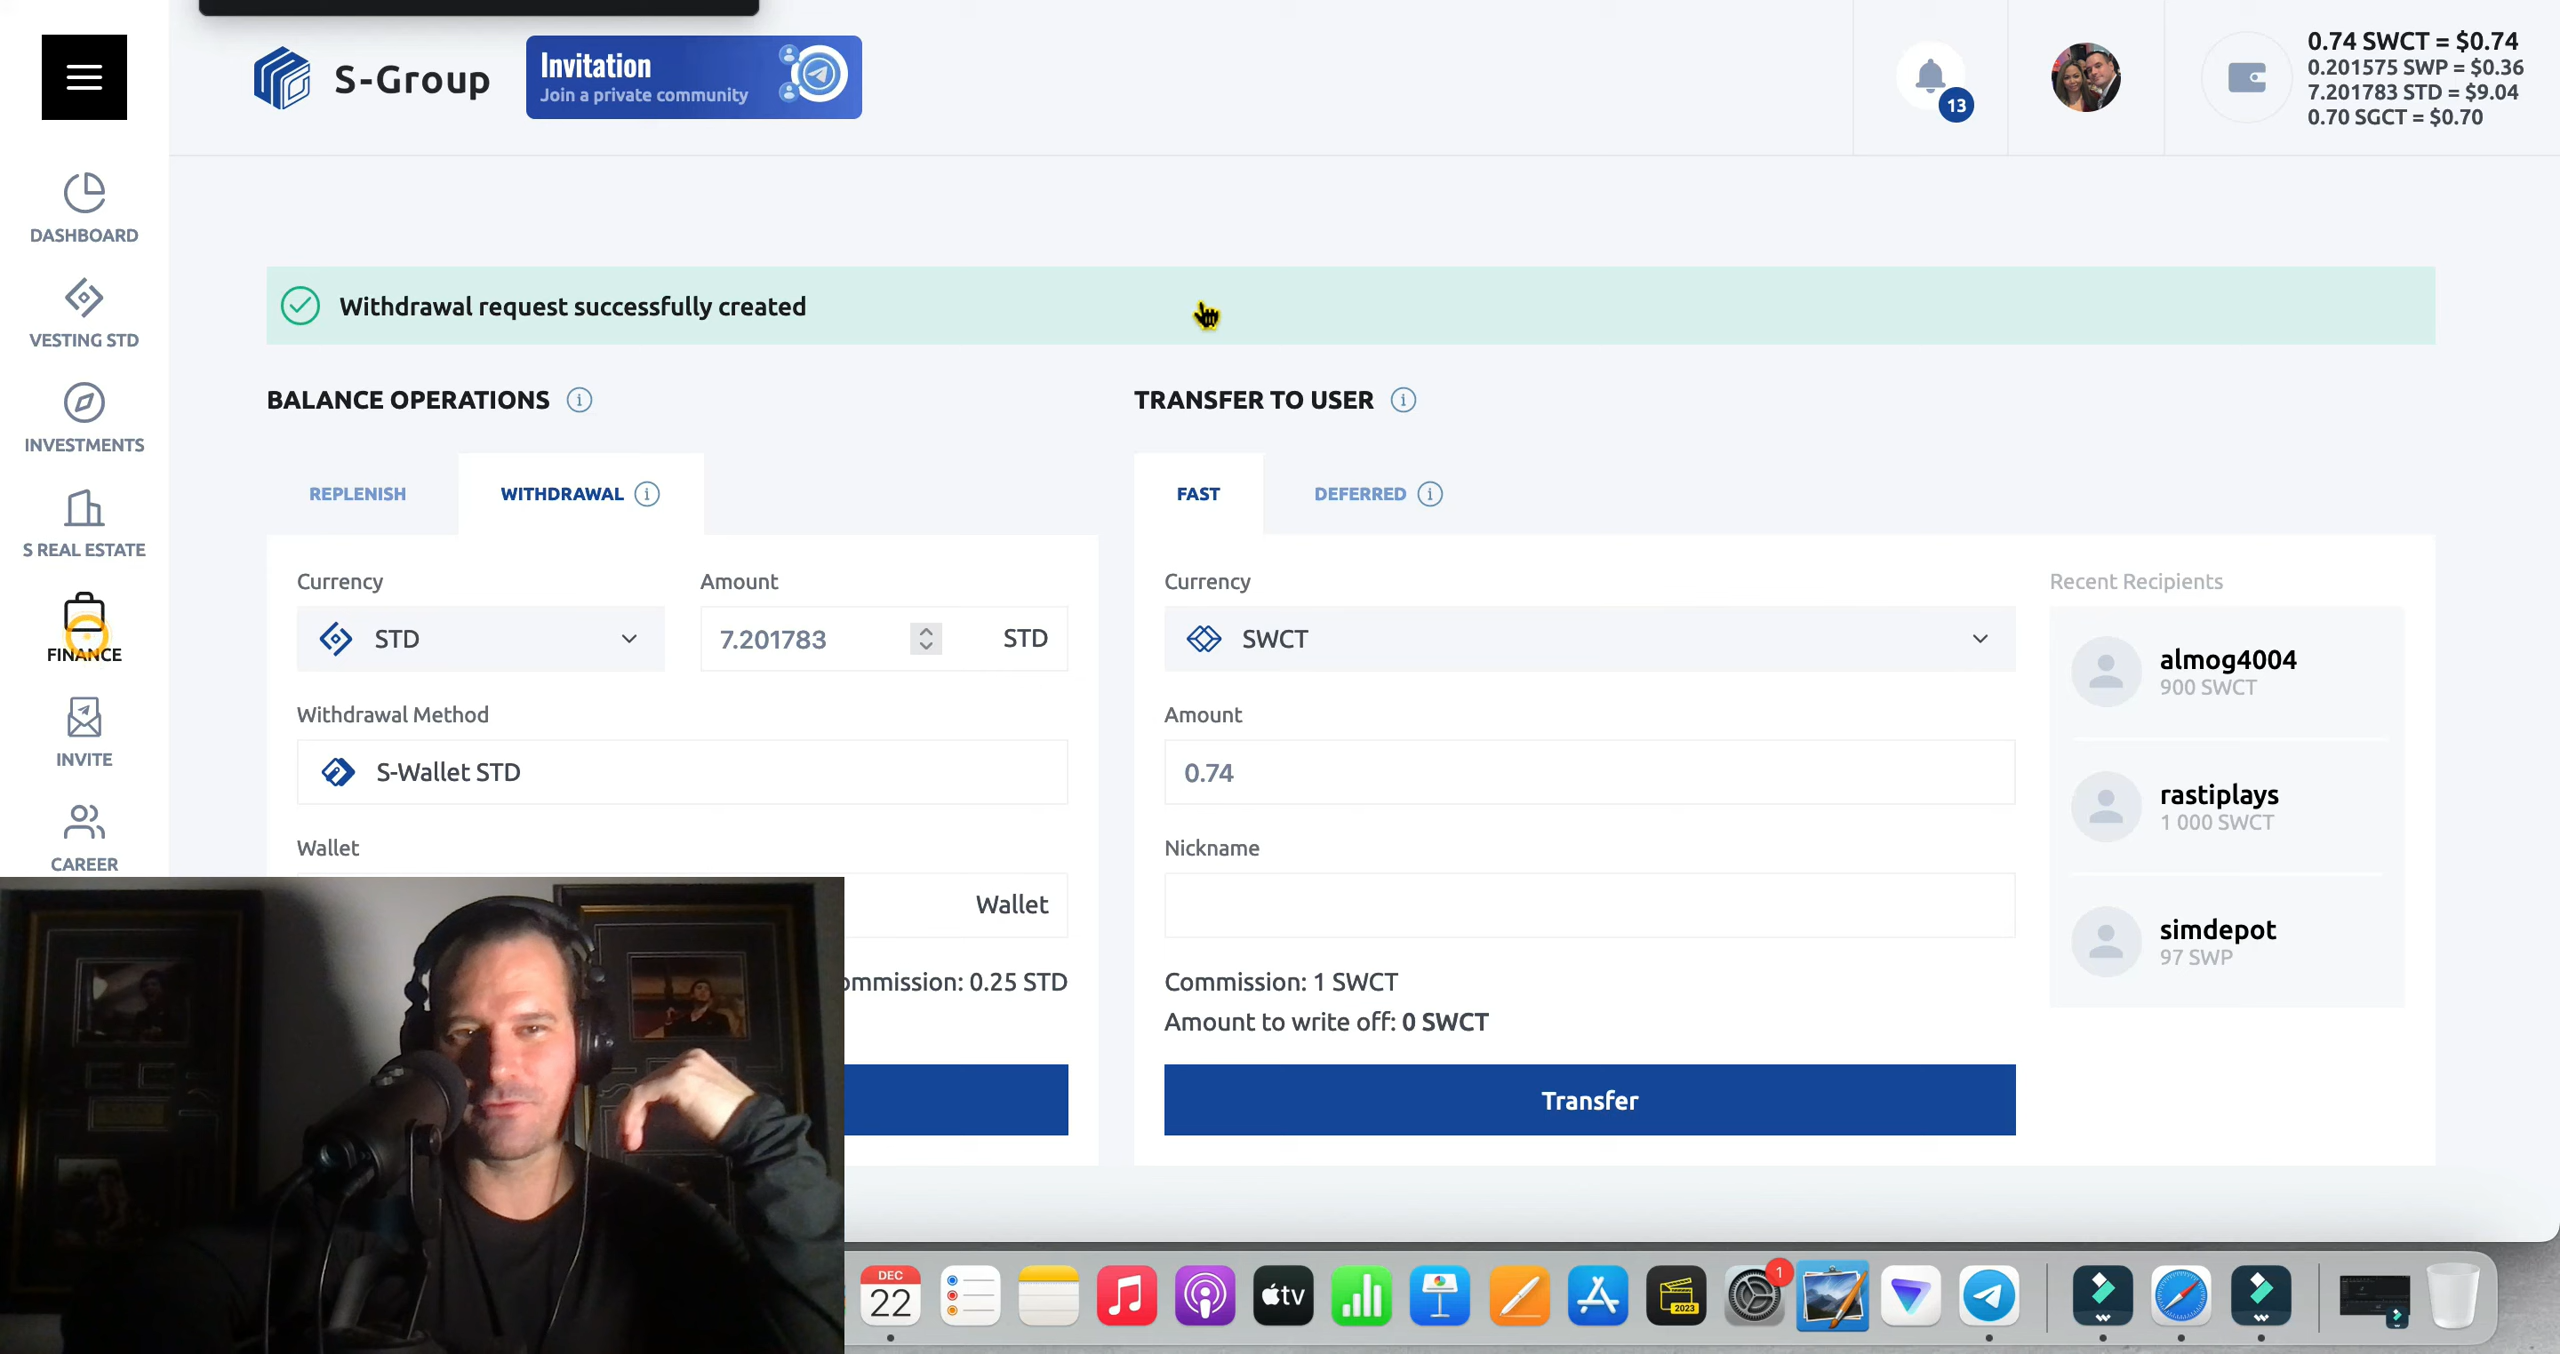 S-Group
Invitation
Join a private community
13
0.74 SWCT = $0.74
0.201575 SWP = $0.36
7.201783 STD = $9.04
0.70 SGCT = $0.70
DASHBOARD
VESTING STD
INVESTMENTS
S REAL ESTATE
FINANCE
INVITE
CAREER
Withdrawal request successfully created
BALANCE OPERATIONS
REPLENISH
WITHDRAWAL
Currency
Amount
STD
7.201783
STD
Withdrawal Method
S-Wallet STD
Wallet
Wallet
ommission: 0.25 STD
TRANSFER TO USER
FAST
DEFERRED
Currency
SWCT
Amount
0.74
Nickname
Commission: 1 SWCT
Amount to write off: 0 SWCT
Transfer
Recent Recipients
almog4004
900 SWCT
rastiplays
1 000 SWCT
simdepot
97 SWP
DEC
22
tv
2023
1